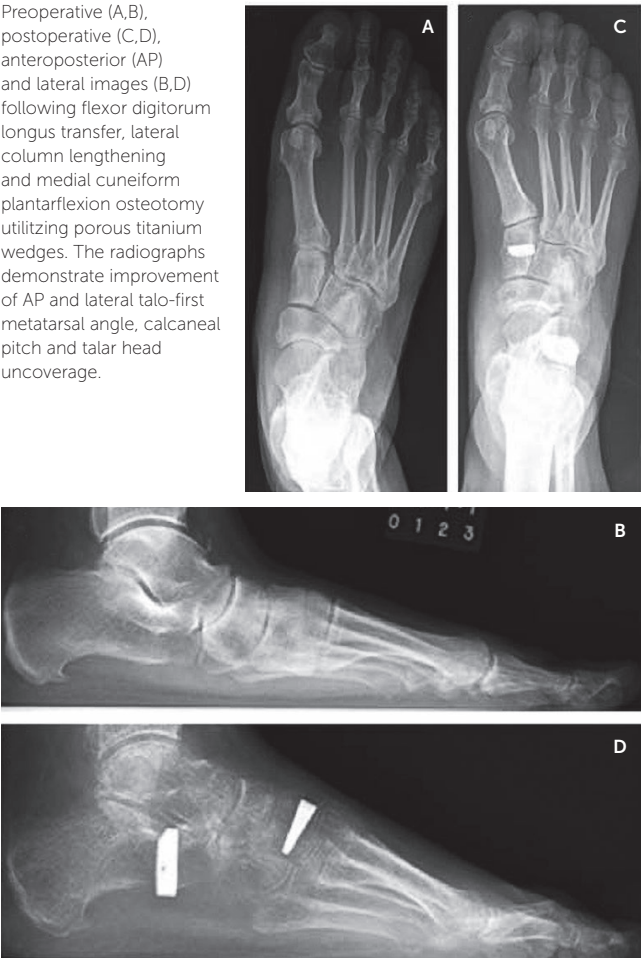 Preoperative (A,B),
postoperative (C,D),
anteroposterior (AP)
and lateral images (B,D)
following flexor digitorum
longus transfer, lateral
column lengthening
and medial cuneiform
plantarflexion osteotomy
utilitzing porous titanium
wedges. The radiographs
demonstrate improvement
of AP and lateral talo-first
metatarsal angle, calcaneal
pitch and talar head
uncoverage.
A
C
0 1 2 3
B
D